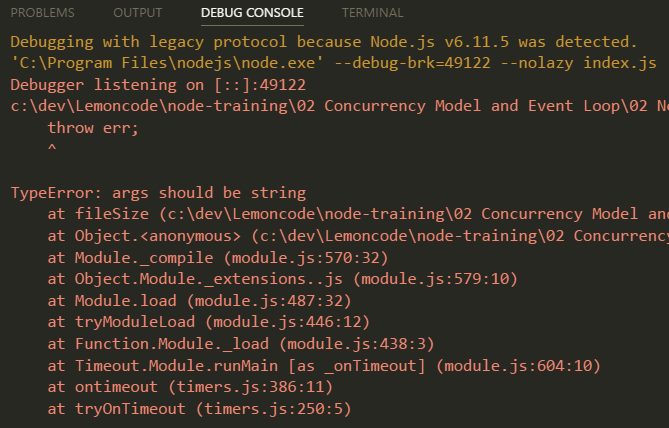 PROBLEMS OUTPUT DEBUG CONSOLE TERMINAL
Debugging with legacy protocol because Node.js v6.11.5 was detected.
'C:\Program Files\nodejs\node.exe' --debug-brk=49122 --nolazy index.js
Debugger listening on [::]:49122
c:\dev\Lemoncode\node-training\02 Concurrency Model and Event Loop\02 No
    throw err;
    ^
TypeError: args should be string
    at fileSize (c:\dev\Lemoncode\node-training\02 Concurrency Model and
    at Object.<anonymous> (c:\dev\Lemoncode\node-training\02 Concurrency
    at Module._compile (module.js:570:32)
    at Object.Module._extensions..js (module.js:579:10)
    at Module.load (module.js:487:32)
    at tryModuleLoad (module.js:446:12)
    at Function.Module._load (module.js:438:3)
    at Timeout.Module.runMain [as _onTimeout] (module.js:604:10)
    at ontimeout (timers.js:386:11)
    at tryOnTimeout (timers.js:250:5)